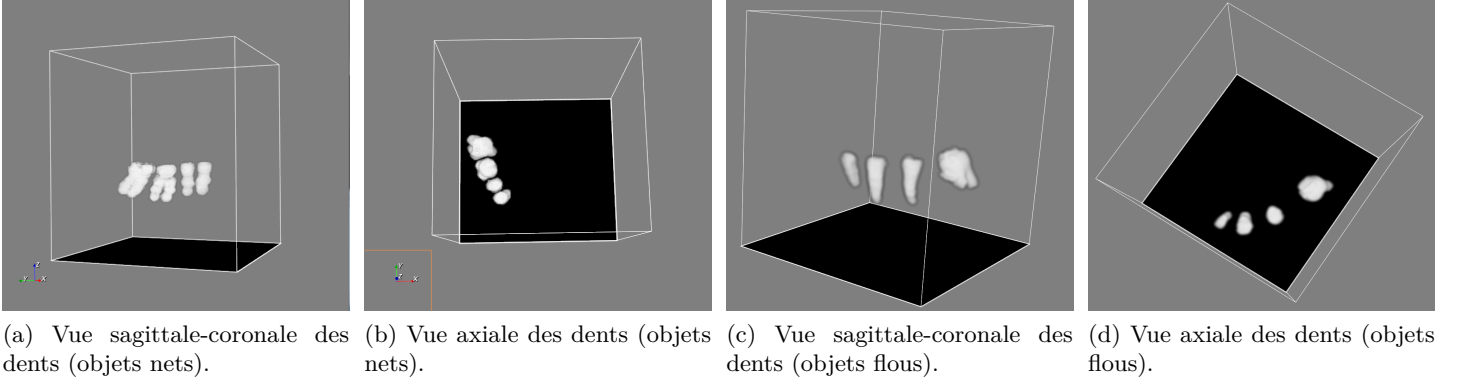 (a) Vue sagittale-coronale des
dents (objets nets).
(b) Vue axiale des dents (objets
nets).
(c) Vue sagittale-coronale des
dents (objets flous).
(d) Vue axiale des dents (objets
flous).